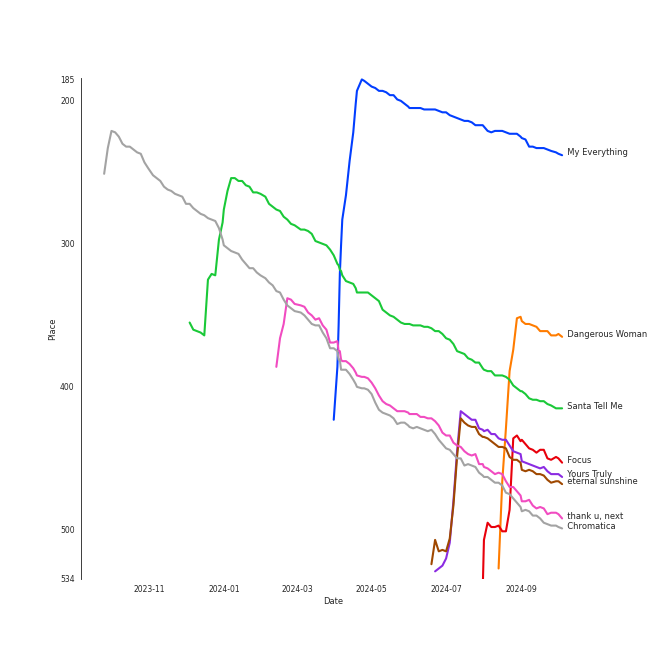 185
200
300
400
500
534
Place
2023-11
2024-01
2024-03
2024-05
2024-07
2024-09
Date
My Everything
Dangerous Woman
Santa Tell Me
Focus
Yours Truly
eternal sunshine
thank u, next
Chromatica